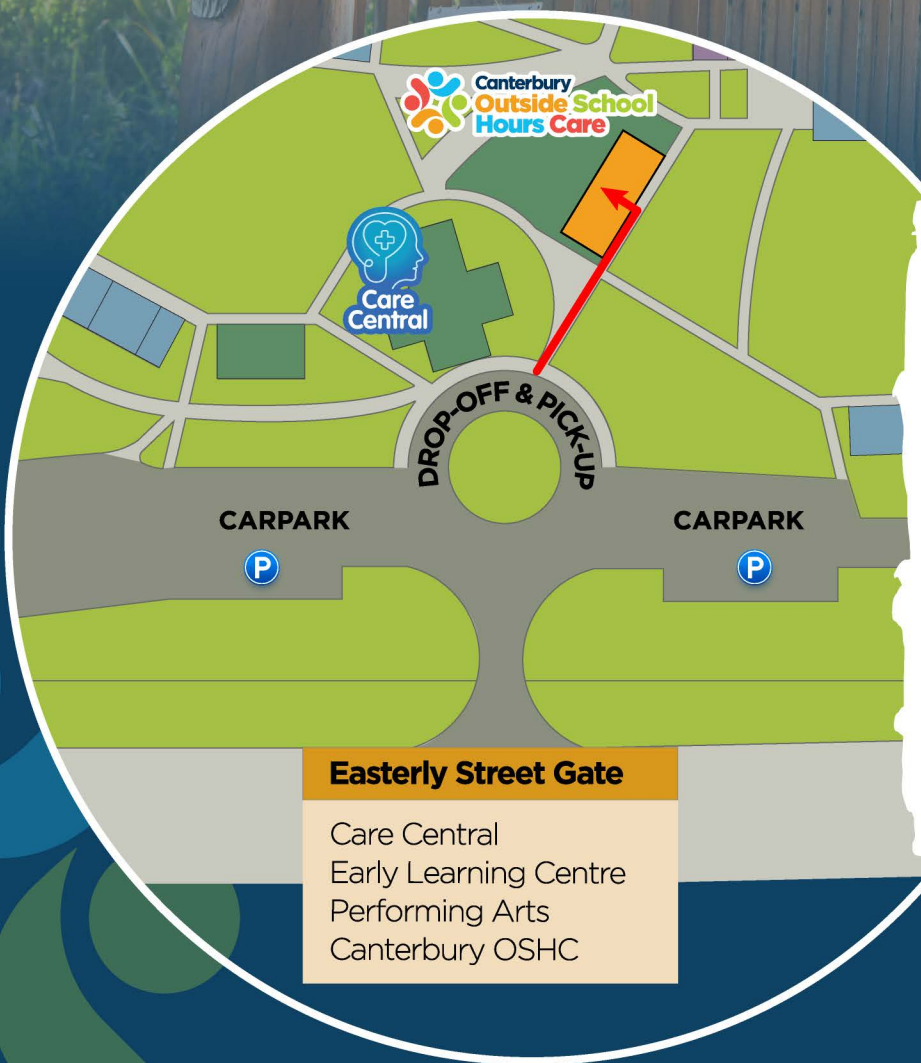 Canterbury
Outside School
Hours Care
Care
Central
DROP-OFF & PICK-UP
CARPARK
P
CARPARK
P
Easterly Street Gate
Care Central
Early Learning Centre
Performing Arts
Canterbury OSHC